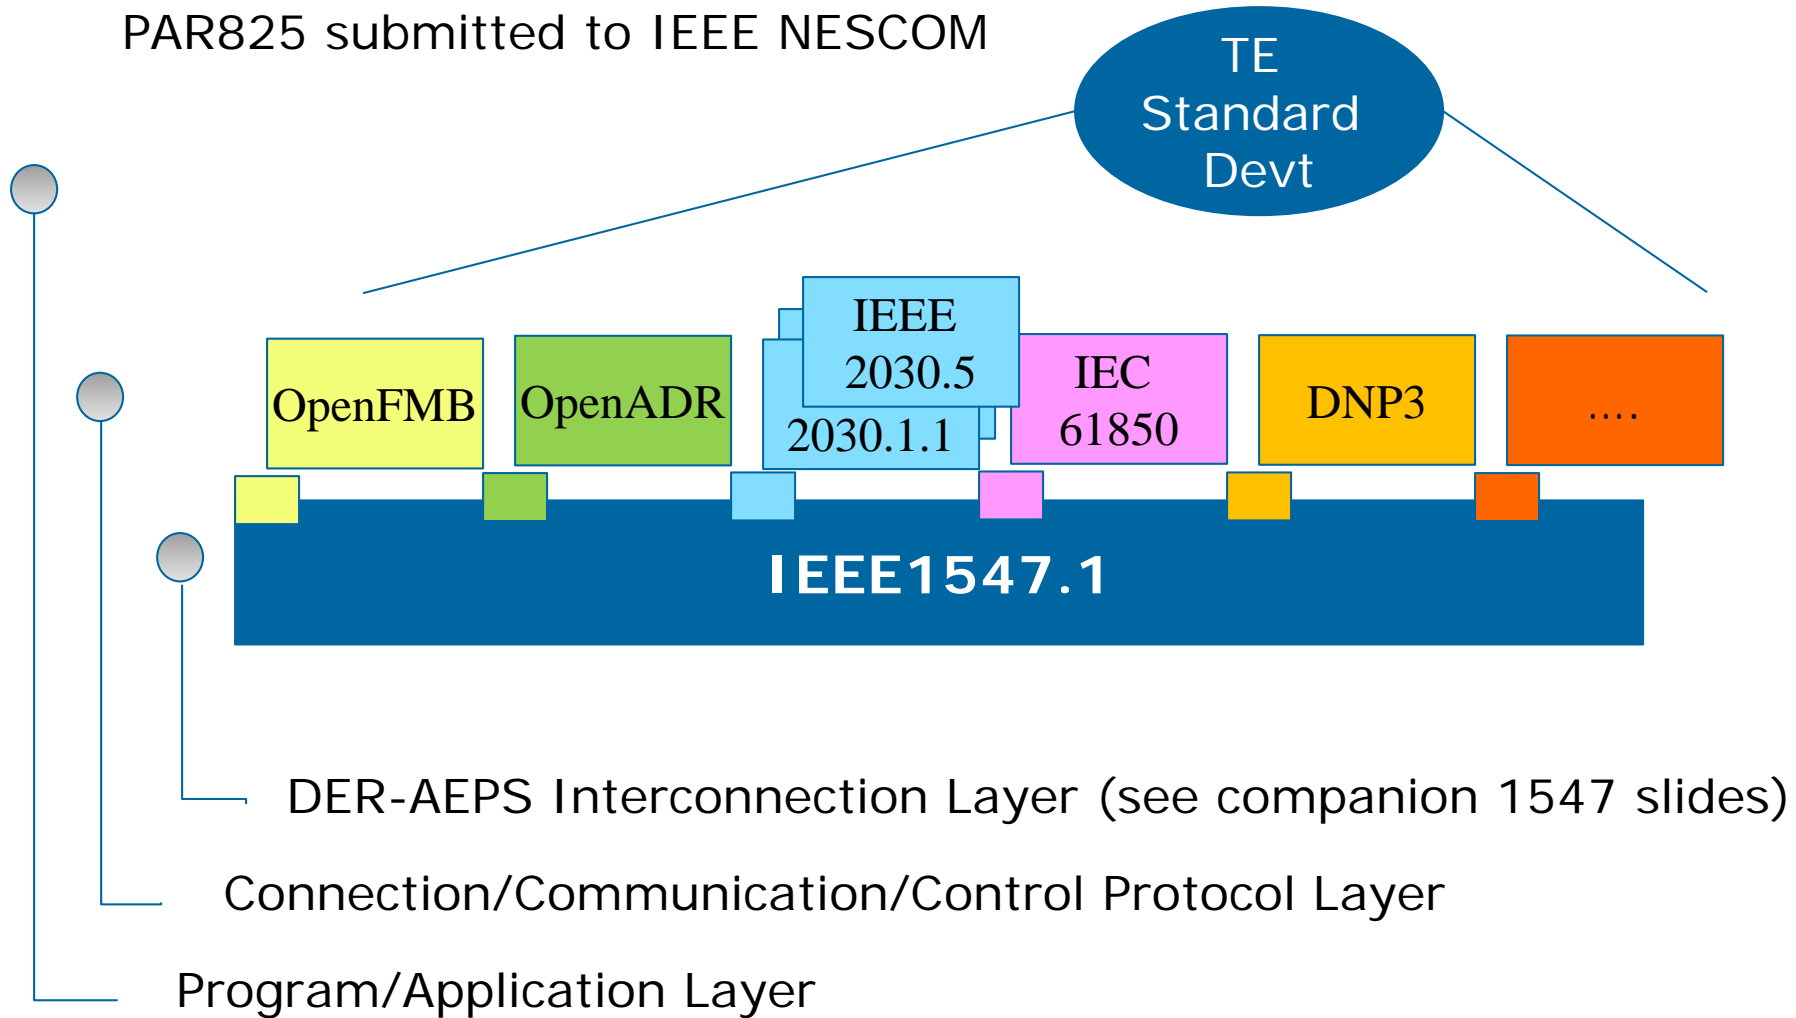 PAR825 submitted to IEEE NESCOM
TE
Standard
Devt
OpenFMB
OpenADR
IEEE
2030.5
2030.1.1
IEC
61850
DNP3
....
IEEE1547.1
DER-AEPS Interconnection Layer (see companion 1547 slides)
Connection/Communication/Control Protocol Layer
Program/Application Layer